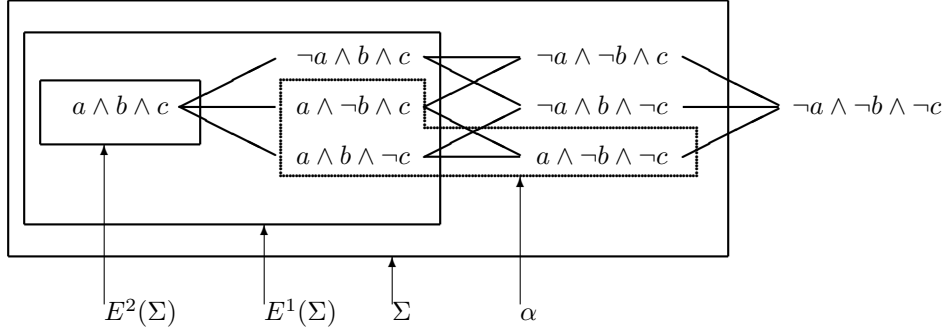 ¬a ∧ b ∧ c ¬a ∧ ¬b ∧ c
a ∧ b ∧ c a ∧ ¬b ∧ c ¬a ∧ b ∧ ¬c ¬a ∧ ¬b ∧ ¬c
a ∧ b ∧ ¬c a ∧ ¬b ∧ ¬c
E²(Σ) E¹(Σ) Σ α